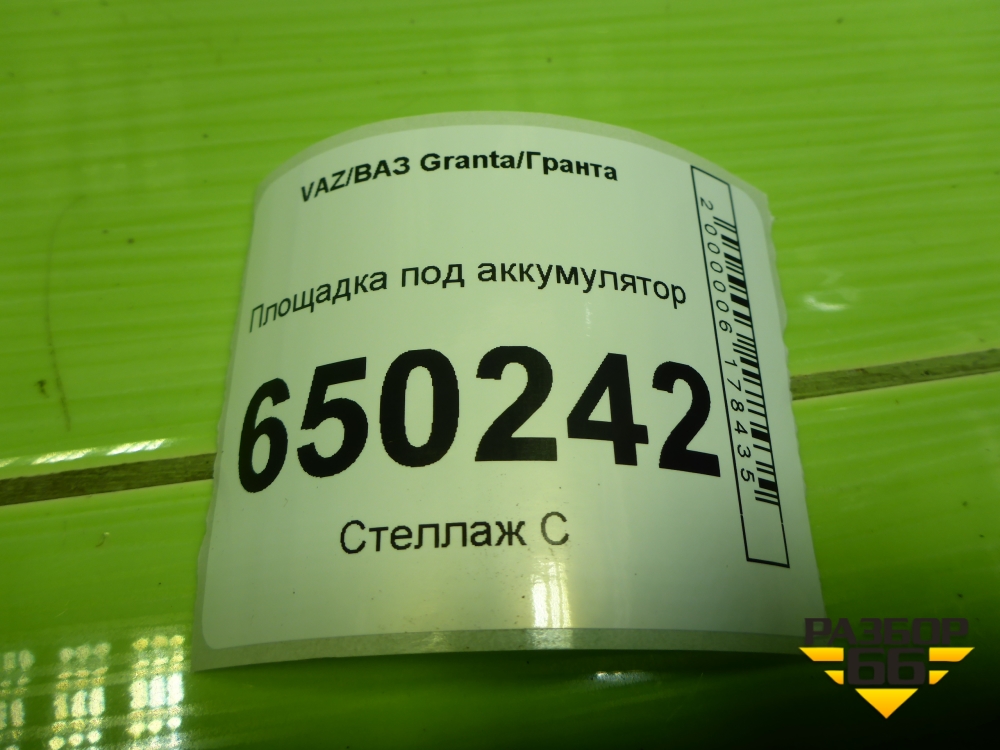 VAZ/ВАЗ Granta/Гранта
Площадка под аккумулятор
650242
Стеллаж С
2000006178435
РАЗБОР
66